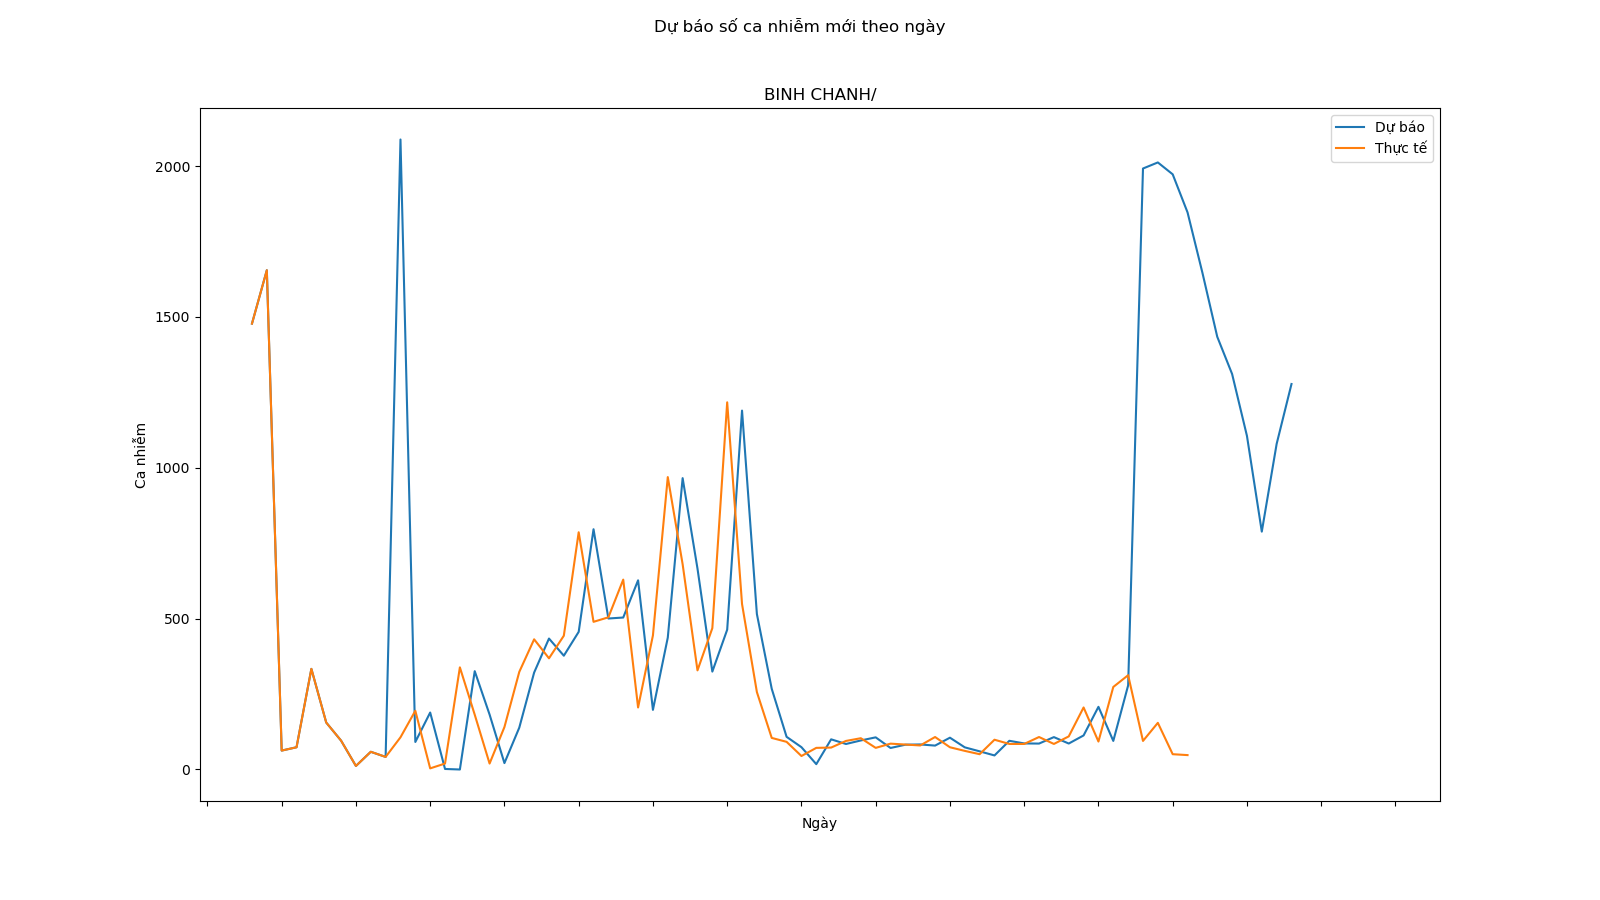 Dự báo số ca nhiễm mới theo ngày
BINH CHANH/
Dự báo
Thực tế
2000
1500
1000
500
0
Ca nhiễm
Ngày